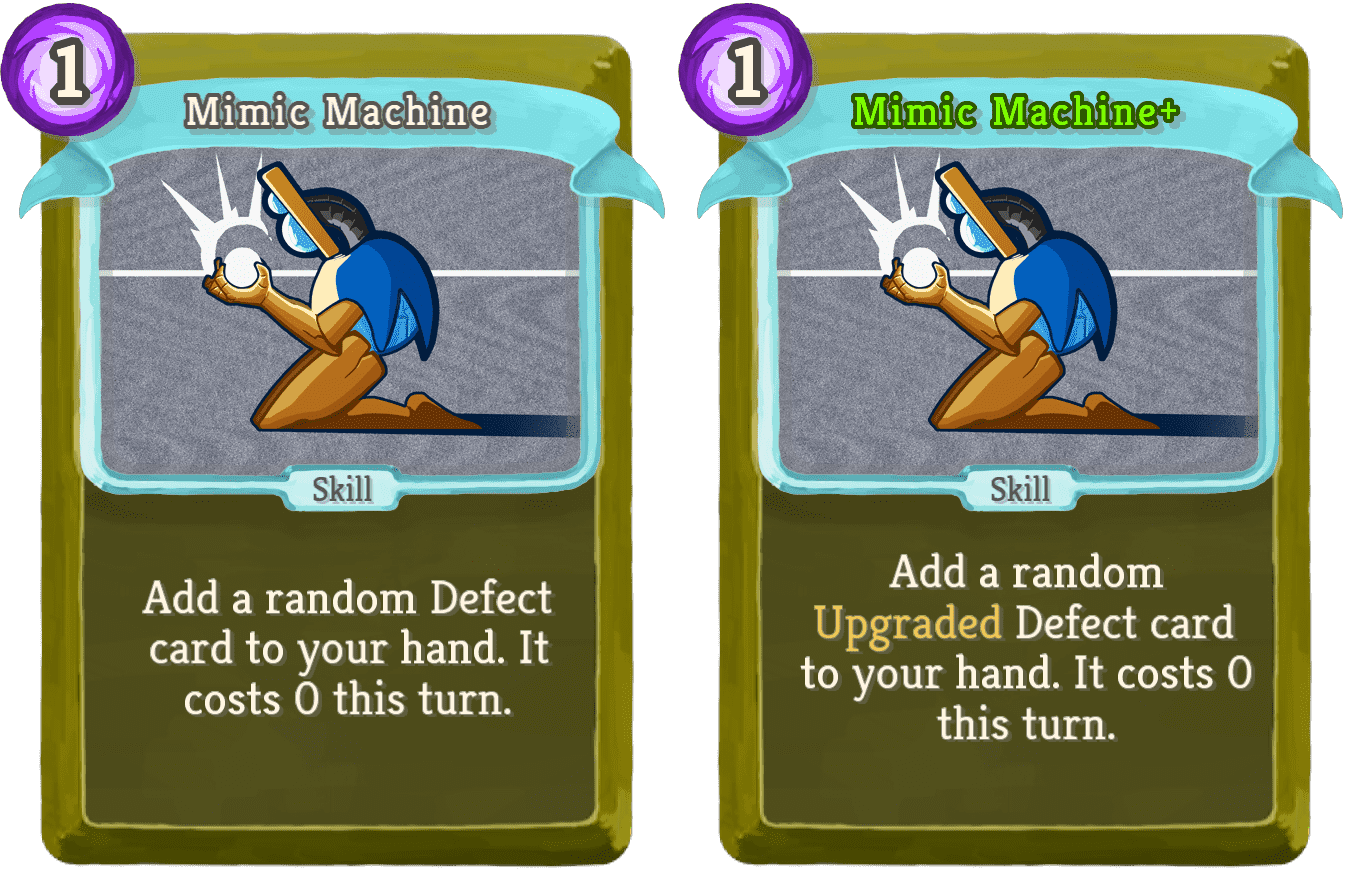 1
Mimic Machine
Skill
Add a random Defect
card to your hand. It
costs 0 this turn.
1
Mimic Machine+
Skill
Add a random
Upgraded Defect card
to your hand. It costs 0
this turn.